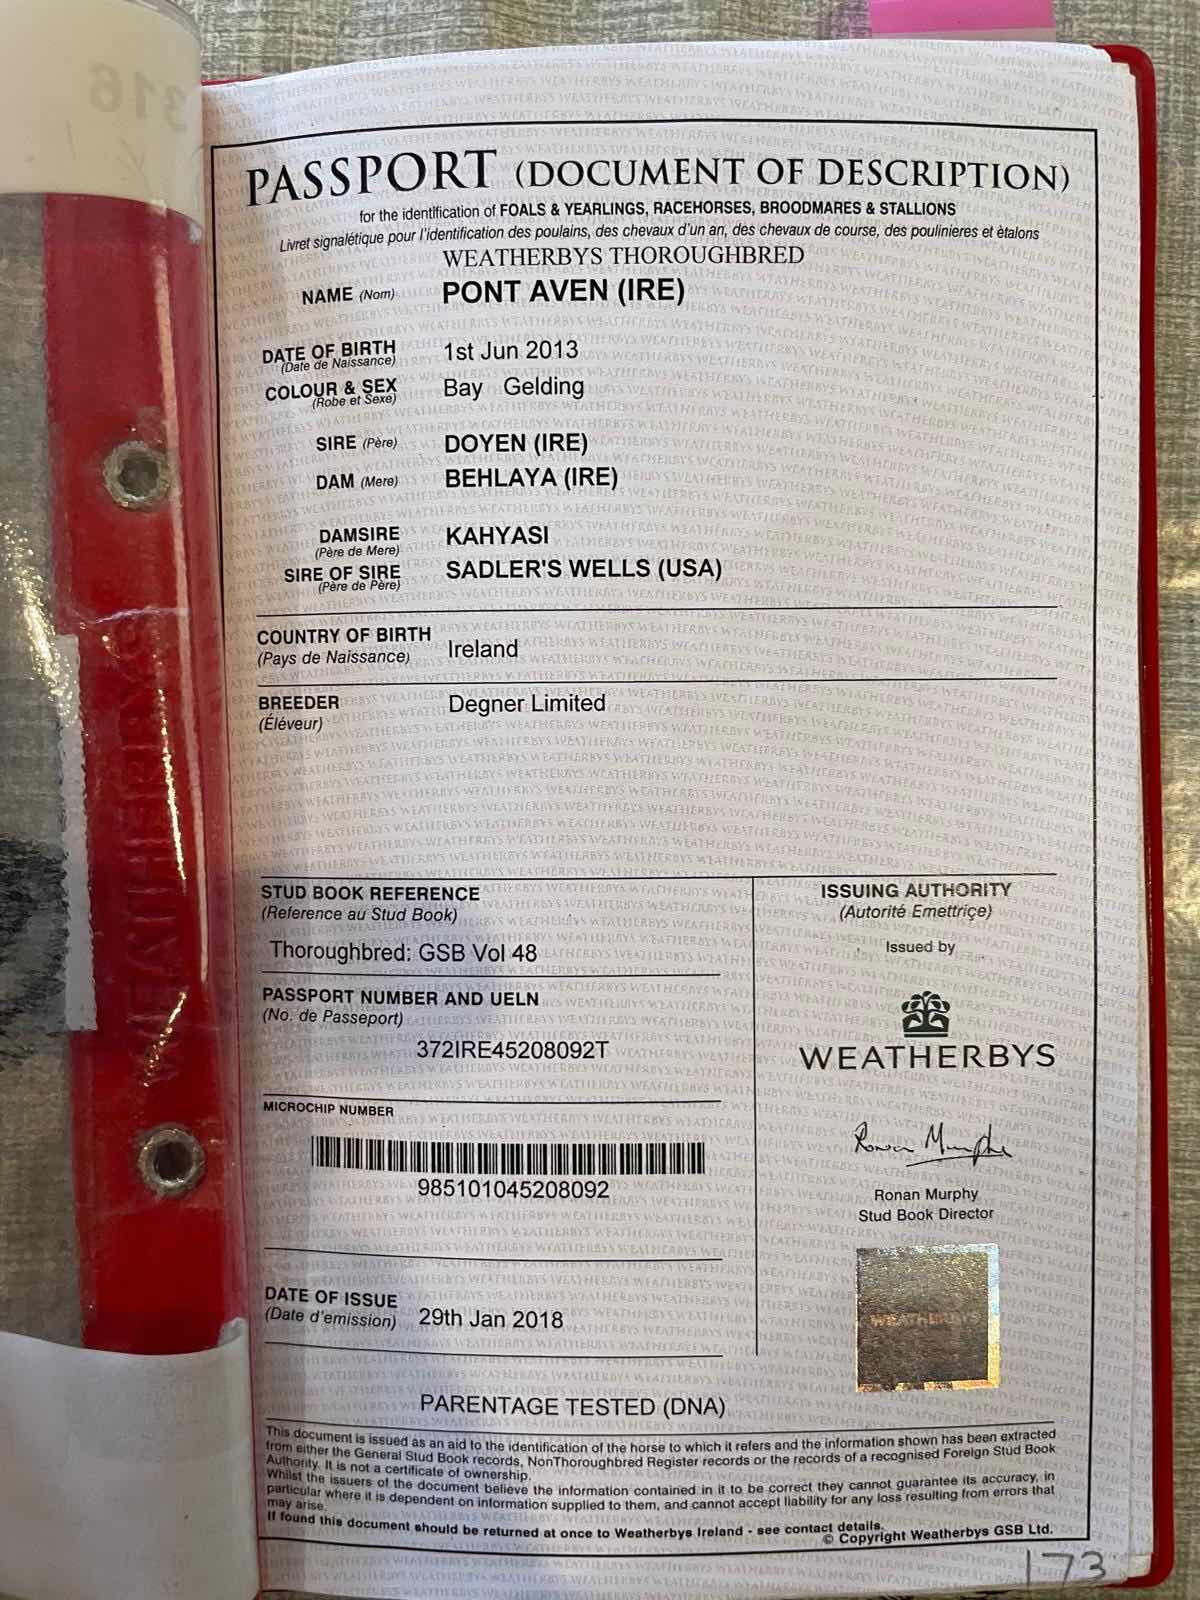 316
PASSPORT (DOCUMENT OF DESCRIPTION)
for the identification of FOALS & YEARLINGS, RACEHORSES, BROODMARES & STALLIONS
Livret signalétique pour l'identification des poulains, des chevaux d'un an, des chevaux de course, des poulinieres et ètalons
WEATHERBYS THOROUGHBRED
NAME (Nom) PONT AVEN (IRE)
DATE OF BIRTH 1st Jun 2013
(Date de Naissance)
COLOUR & SEX Bay Gelding
(Robe et Sexe)
SIRE (Père) DOYEN (IRE)
DAM (Mere) BEHLAYA (IRE)
DAMSIRE KAHYASI
(Père de Mere)
SIRE OF SIRE SADLER'S WELLS (USA)
(Père de Père)
COUNTRY OF BIRTH Ireland
(Pays de Naissance)
BREEDER Degner Limited
(Éléveur)
STUD BOOK REFERENCE
(Reference au Stud Book)
Thoroughbred: GSB Vol 48
PASSPORT NUMBER AND UELN
(No. de Passeport)
372IRE45208092T
MICROCHIP NUMBER
985101045208092
DATE OF ISSUE
(Date d'emission) 29th Jan 2018
ISSUING AUTHORITY
(Autorité Emettriçe)
Issued by
WEATHERBYS
Ronan Murphy
Ronan Murphy
Stud Book Director
WEATHERBYS
PARENTAGE TESTED (DNA)
This document is issued as an aid to the identification of the horse to which it refers and the information shown has been extracted
from either the General Stud Book records, NonThoroughbred Register records or the records of a recognised Foreign Stud Book
Authority. It is not a certificate of ownership.
Whilst the issuers of the document believe the information contained in it to be correct they cannot guarantee its accuracy, in
particular where it is dependent on information supplied to them, and cannot accept liability for any loss resulting from errors that
may arise.
If found this document should be returned at once to Weatherbys Ireland - see contact details.
© Copyright Weatherbys GSB Ltd.
173
WEATHERBYS